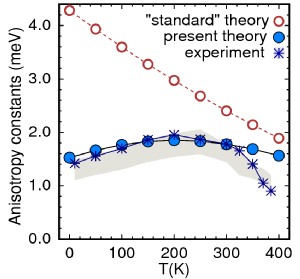 "standard" theory
present theory
experiment
Anisotropy constants (meV)
4.0
3.0
2.0
1.0
0.0
0 100 200 300 400
T(K)